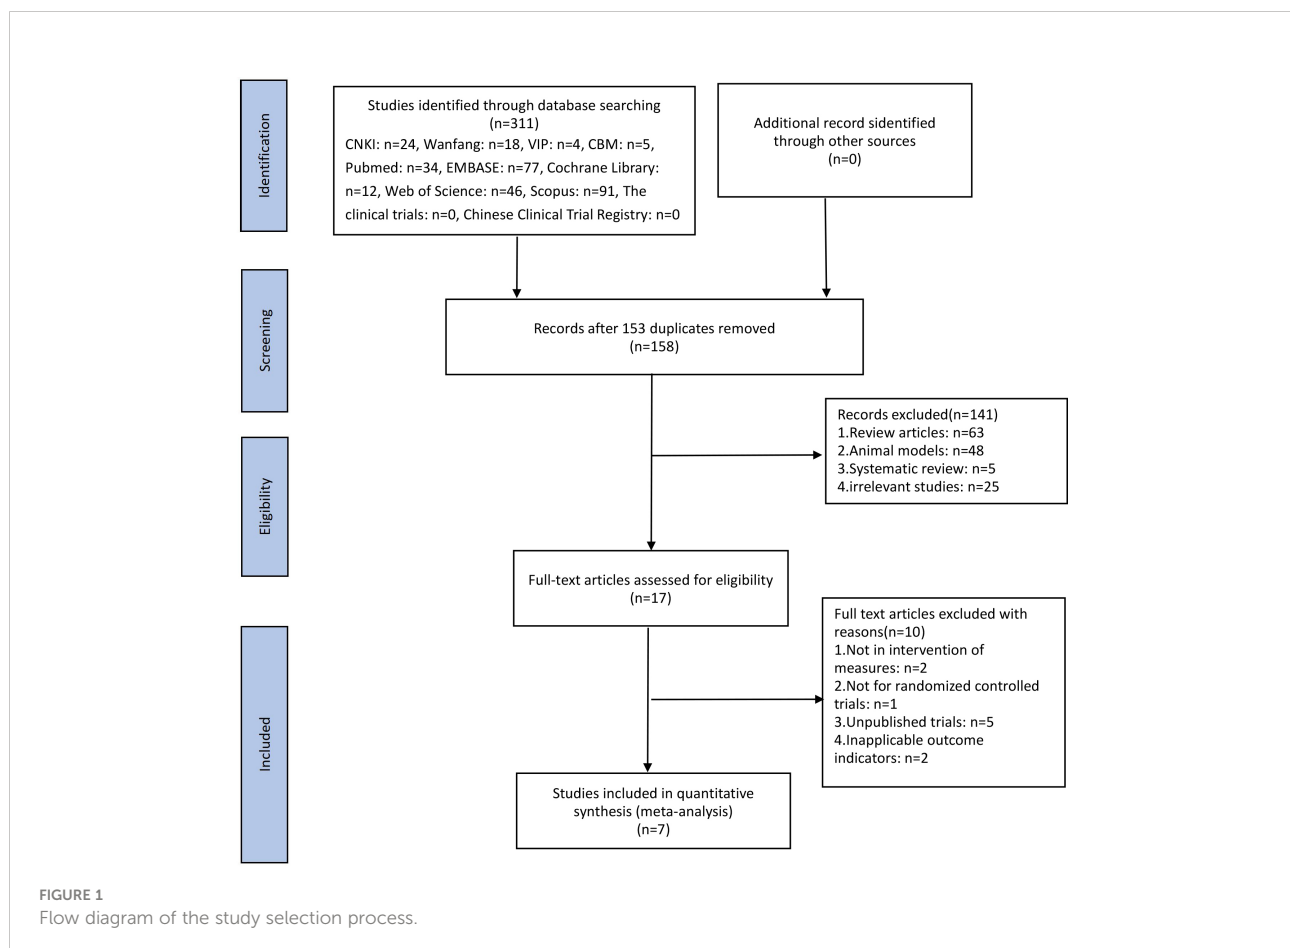 Identification
Studies identified through database searching
(n=311)
CNKI: n=24, Wanfang: n=18, VIP: n=4, CBM: n=5,
Pubmed: n=34, EMBASE: n=77, Cochrane Library:
n=12, Web of Science: n=46, Scopus: n=91, The
clinical trials: n=0, Chinese Clinical Trial Registry: n=0
Additional record sidentified
through other sources
(n=0)
Screening
Records after 153 duplicates removed
(n=158)
Records excluded(n=141)
1.Review articles: n=63
2.Animal models: n=48
3.Systematic review: n=5
4.irrelevant studies: n=25
Eligibility
Full-text articles assessed for eligibility
(n=17)
Full text articles excluded with
reasons(n=10)
1.Not in intervention of
measures: n=2
2.Not for randomized controlled
trials: n=1
3.Unpublished trials: n=5
4.Inapplicable outcome
indicators: n=2
Included
Studies included in quantitative
synthesis (meta-analysis)
(n=7)
FIGURE 1
Flow diagram of the study selection process.